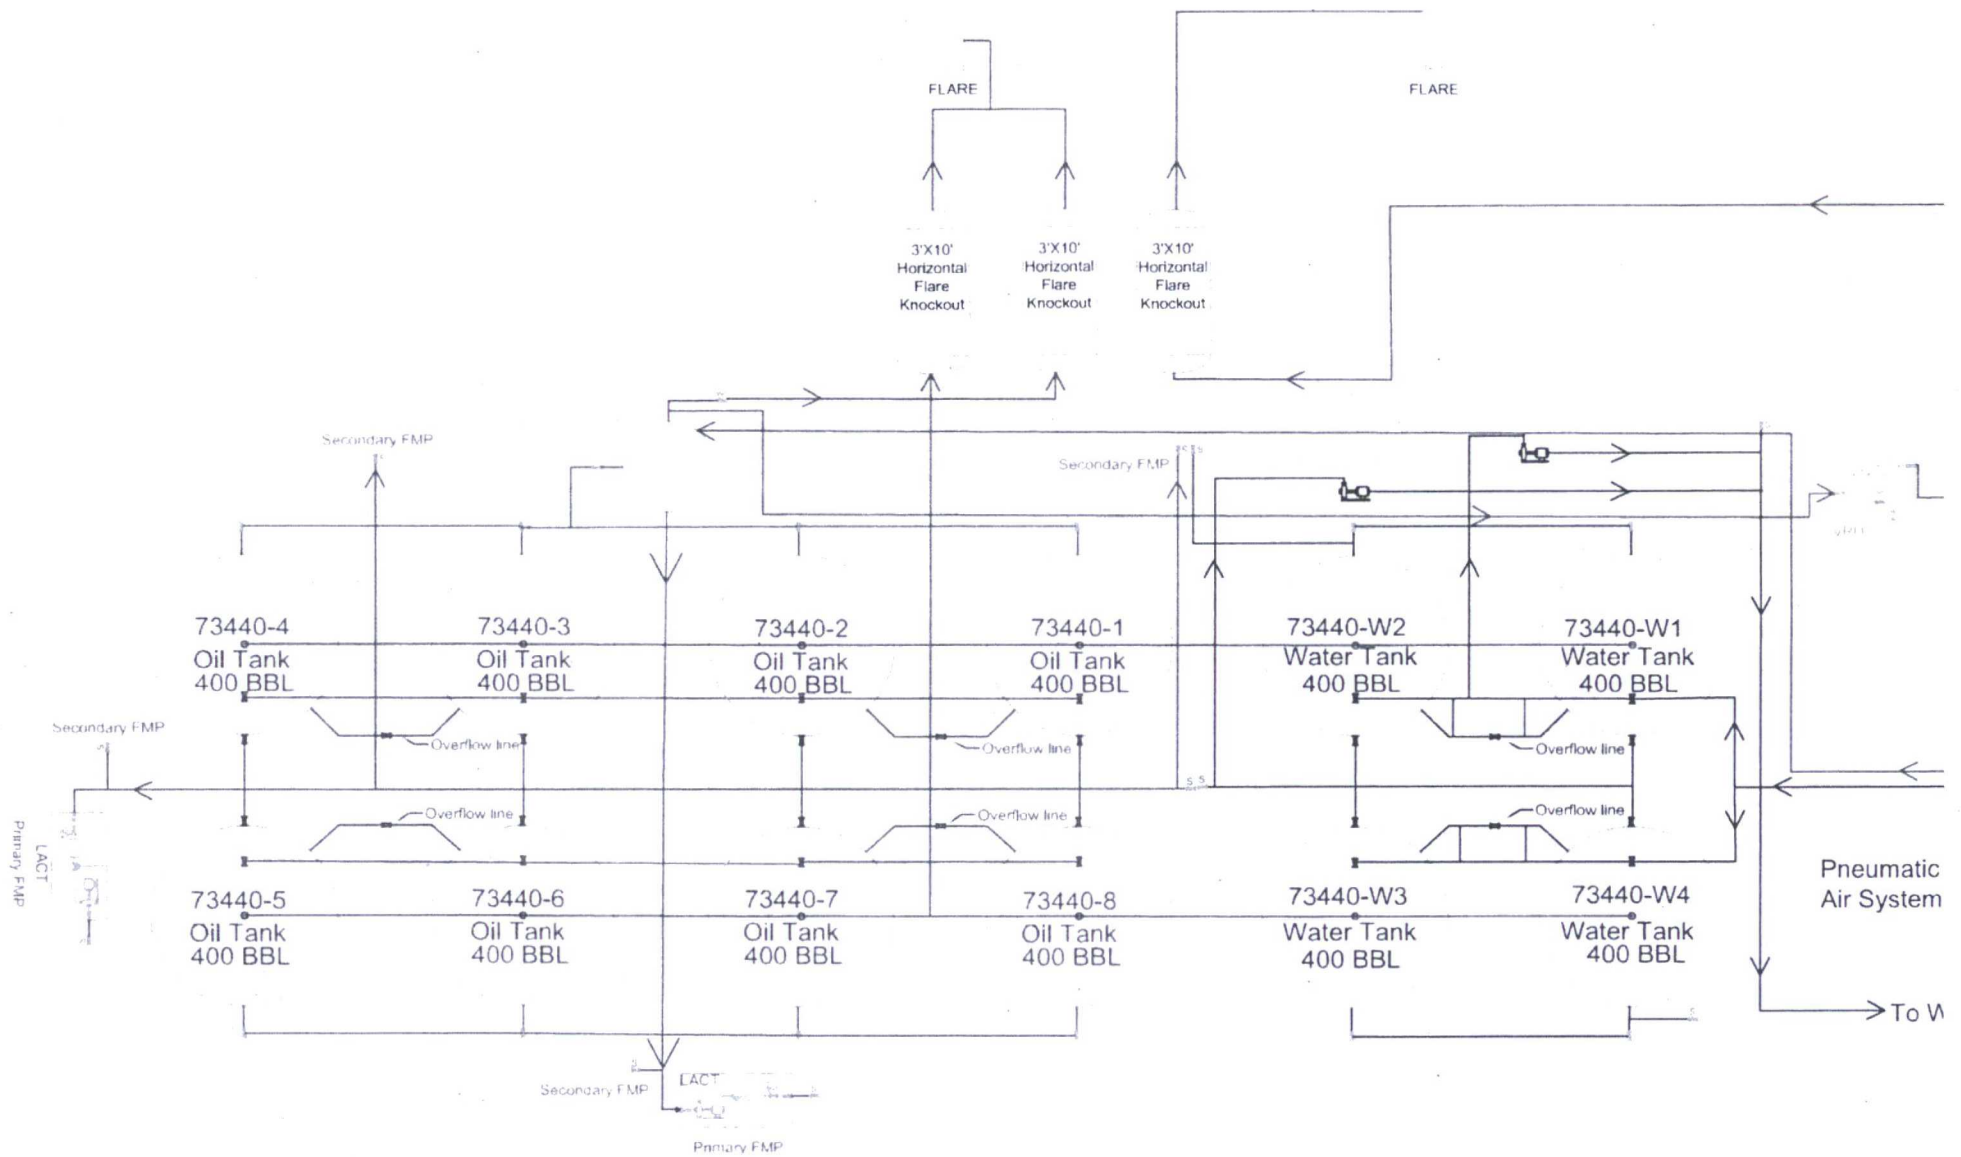 FLARE
FLARE
3'X10'
Horizontal
Flare
Knockout
3'X10'
Horizontal
Flare
Knockout
3'X10'
Horizontal
Flare
Knockout
Secondary FMP
Secondary FMP
73440-4
Oil Tank
400 BBL
73440-3
Oil Tank
400 BBL
73440-2
Oil Tank
400 BBL
73440-1
Oil Tank
400 BBL
73440-W2
Water Tank
400 BBL
73440-W1
Water Tank
400 BBL
Secondary FMP
Overflow line
Overflow line
Overflow line
S S
Overflow line
Overflow line
Overflow line
LACT
Primary FMP
Pneumatic
Air System
73440-5
Oil Tank
400 BBL
73440-6
Oil Tank
400 BBL
73440-7
Oil Tank
400 BBL
73440-8
Oil Tank
400 BBL
73440-W3
Water Tank
400 BBL
73440-W4
Water Tank
400 BBL
To W
Secondary FMP
LACT
Primary FMP